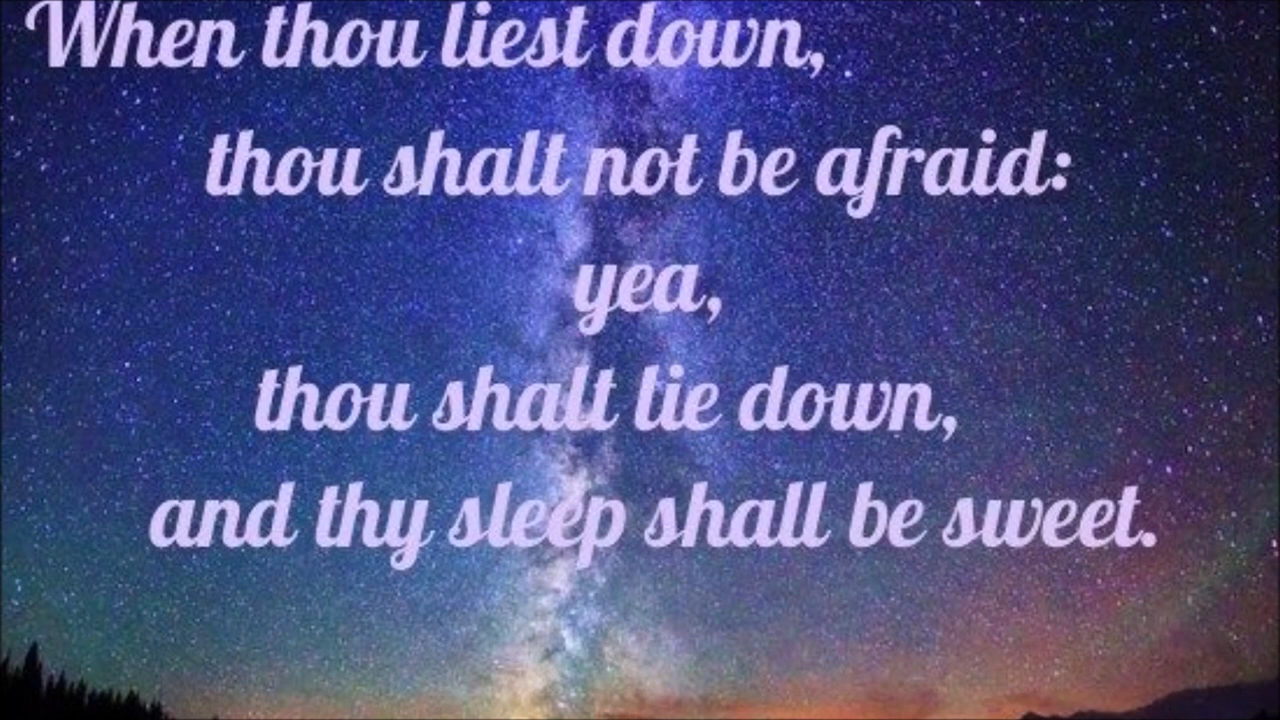 When thou liest down,
thou shalt not be afraid:
yea,
thou shalt lie down,
and thy sleep shall be sweet.